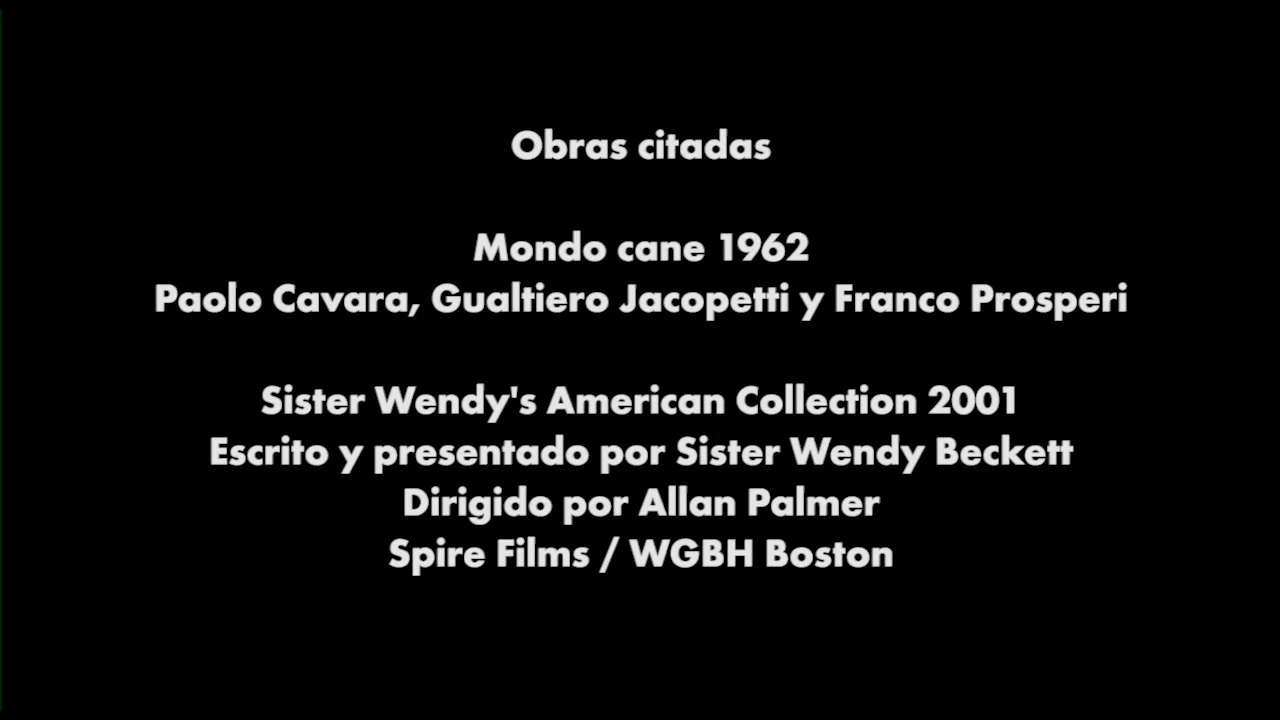 Obras citadas
Mondo cane 1962
Paolo Cavara, Gualtiero Jacopetti y Franco Prosperi
Sister Wendy's American Collection 2001
Escrito y presentado por Sister Wendy Beckett
Dirigido por Allan Palmer
Spire Films / WGBH Boston